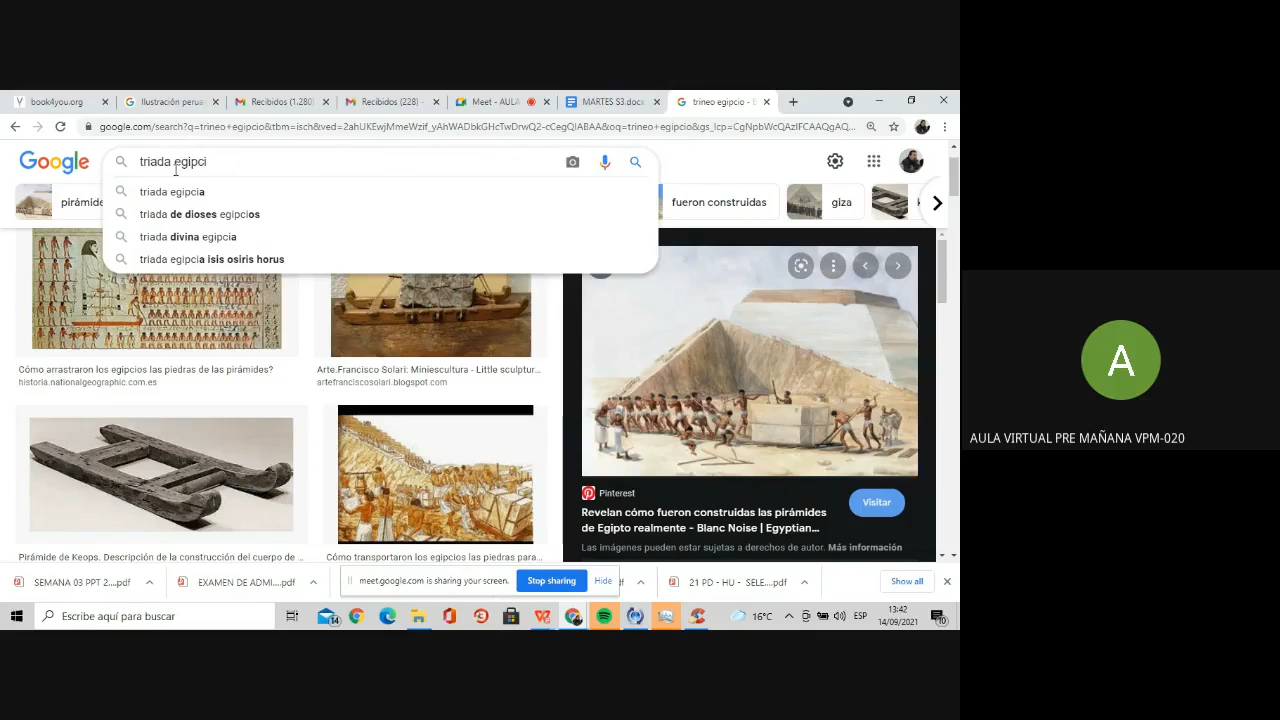 book4you.org
Ilustración perua
Recibidos (1.280)
Recibidos (228) -
Meet - AULA
MARTES S3.docx
trineo egipcio - B
google.com/search?q=trineo+egipcio&tbm=isch&ved=2ahUKEwjMmeWzif_yAhWADbkGHcTwDrwQ2-cCegQIABAA&oq=trineo+egipcio&gs_lcp=CgNpbWcQAzIFCAAQgAQ...
Google
triada egipci
triada egipcia
triada de dioses egipcios
triada divina egipcia
triada egipcia isis osiris horus
pirámide
fueron construidas
giza
Cómo arrastraron los egipcios las piedras de las pirámides?
historia.nationalgeographic.com.es
Arte.Francisco Solari: Miniescultura - Little sculptur...
artefranciscosolari.blogspot.com
Pirámide de Keops. Descripción de la construcción del cuerpo de ...
Cómo transportaron los egipcios las piedras para...
Pinterest
Revelan cómo fueron construidas las pirámides
de Egipto realmente - Blanc Noise | Egyptian...
Visitar
Las imágenes pueden estar sujetas a derechos de autor. Más información
SEMANA 03 PPT 2....pdf
EXAMEN DE ADMI....pdf
meet.google.com is sharing your screen.
Stop sharing
Hide
df
21 PD - HU - SELE....pdf
Show all
Escribe aquí para buscar
14
16°C
ESP
13:42
14/09/2021
10
A
AULA VIRTUAL PRE MAÑANA VPM-020